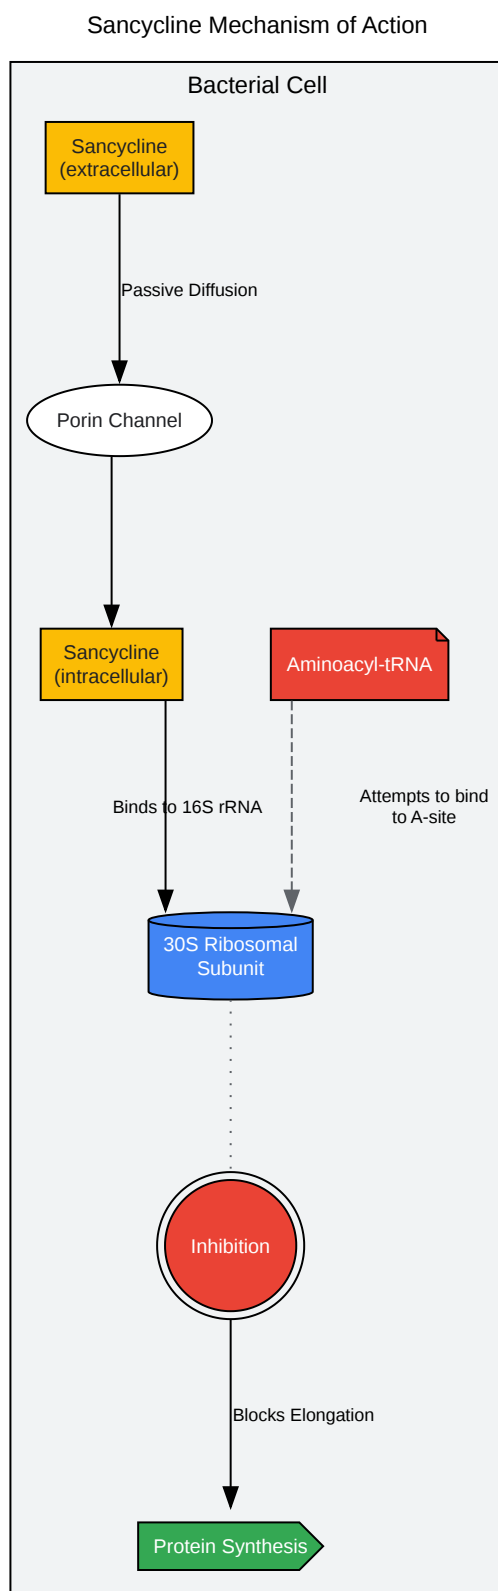 Sancycline Mechanism of Action
Bacterial Cell
Sancycline
(extracellular)
Passive Diffusion
Porin Channel
Sancycline
(intracellular)
Aminoacyl-tRNA
Binds to 16S rRNA
Attempts to bind
to A-site
30S Ribosomal
Subunit
Inhibition
Blocks Elongation
Protein Synthesis